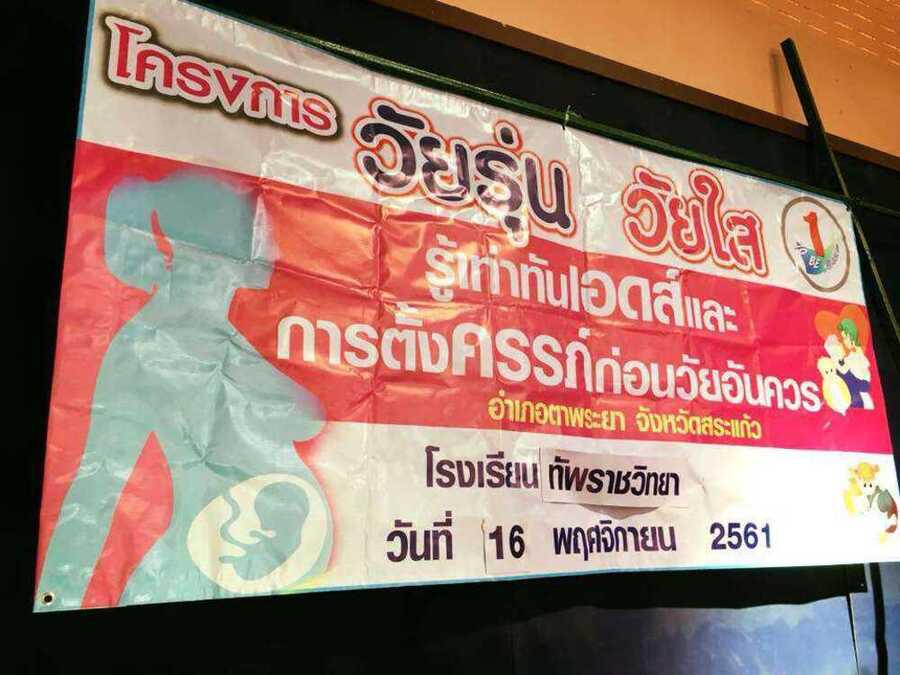 โครงการ
วัยรุ่น วัยใส
รู้เท่าทันเอดส์และ
การตั้งครรภ์ก่อนวัยอันควร
อำเภอตาพระยา จังหวัดสระแก้ว
โรงเรียน ทัพราชวิทยา
วันที่ 16 พฤศจิกายน 2561
1
BE